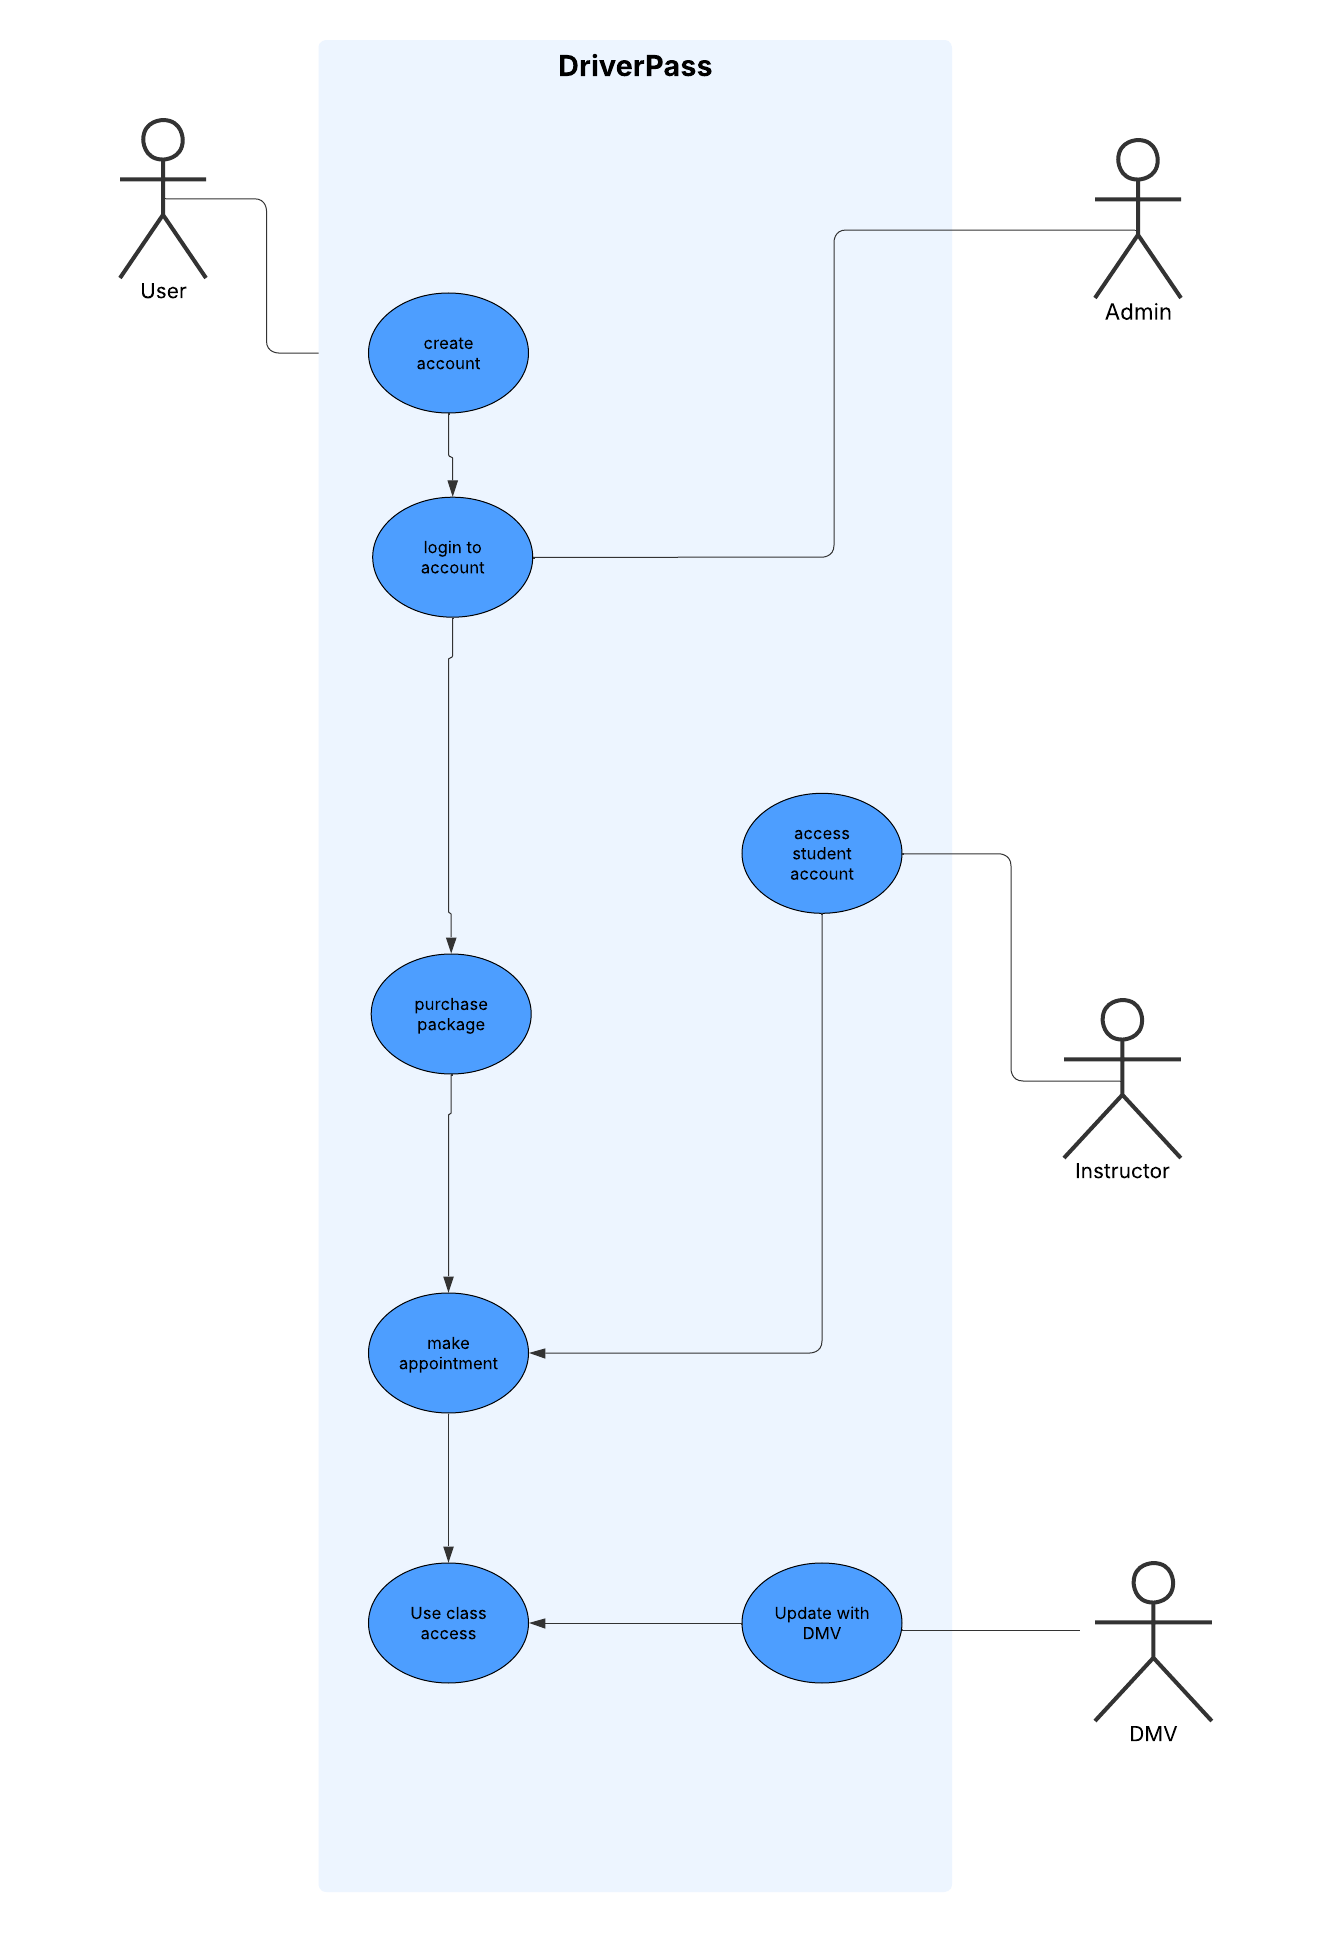 DriverPass
User
Admin
create
account
login to
account
access
student
account
purchase
package
Instructor
make
appointment
Use class
access
Update with
DMV
DMV